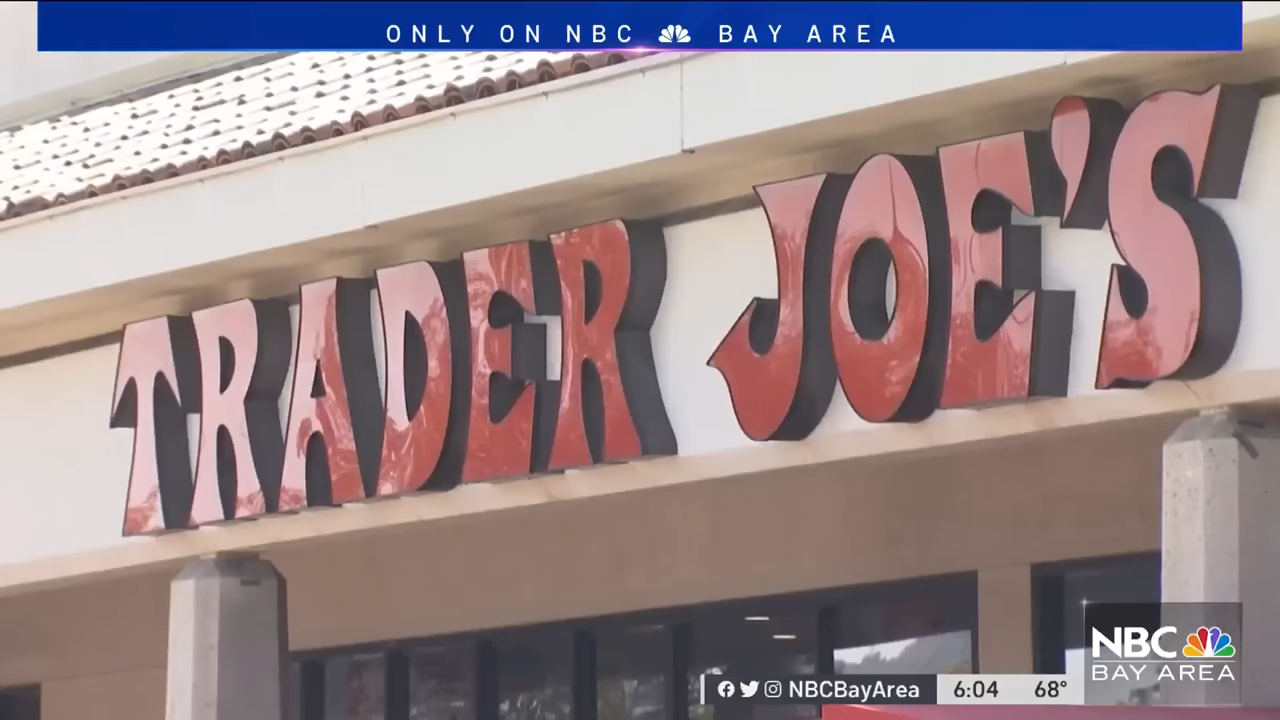 ONLY ON NBC BAY AREA
TRADER JOE'S
NBCBayArea 6:04 68°
NBC
BAY AREA